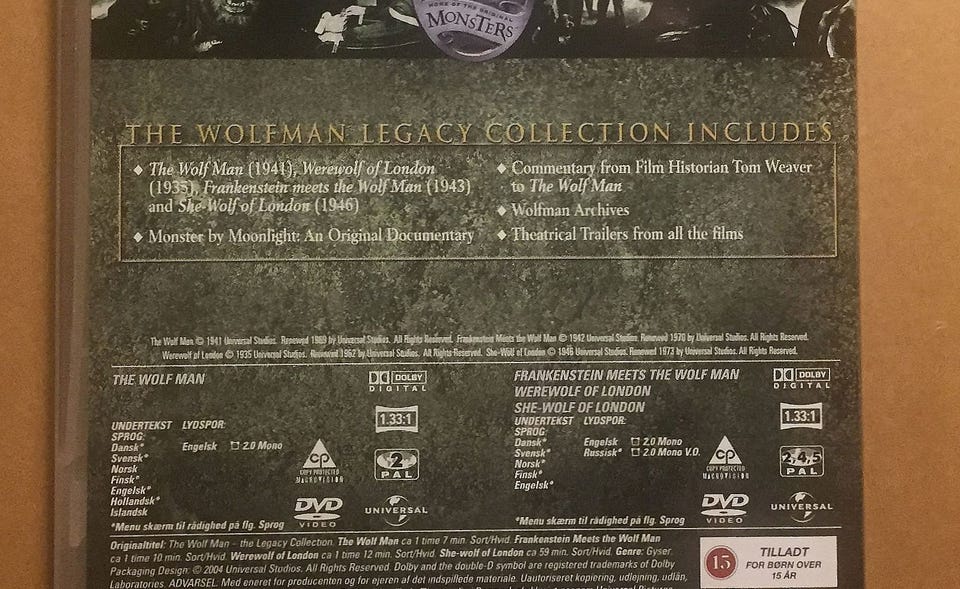 HOME OF THE ORIGINAL
MONSTERS
THE WOLFMAN LEGACY COLLECTION INCLUDES
♦ The Wolf Man (1941), Werewolf of London
(1935), Frankenstein meets the Wolf Man (1943)
and She-Wolf of London (1946)
♦ Monster by Moonlight: An Original Documentary
♦ Commentary from Film Historian Tom Weaver
to The Wolf Man
♦ Wolfman Archives
♦ Theatrical Trailers from all the films
The Wolf Man © 1941 Universal Studios. Renewed 1969 by Universal Studios. All Rights Reserved. Frankenstein Meets the Wolf Man © 1942 Universal Studios. Renewed 1970 by Universal Studios. All Rights Reserved.
Werewolf of London © 1935 Universal Studios. Renewed 1962 by Universal Studios. All Rights Reserved. She-Wolf of London © 1946 Universal Studios. Renewed 1973 by Universal Studios. All Rights Reserved.
THE WOLF MAN
DOLBY
DIGITAL
UNDERTEKST LYDSPOR:
SPROG:
Dansk* Engelsk 2.0 Mono
Svensk*
Norsk
Finsk*
Engelsk*
Hollandsk*
Islandsk
1.33:1
CP
COPY PROTECTED
MACROVISION
2
PAL
DVD
VIDEO
UNIVERSAL
*Menu skærm til rådighed på flg. Sprog
FRANKENSTEIN MEETS THE WOLF MAN
WEREWOLF OF LONDON
SHE-WOLF OF LONDON
DOLBY
DIGITAL
UNDERTEKST LYDSPOR:
SPROG:
Dansk* Engelsk 2.0 Mono
Svensk* Russisk* 2.0 Mono V.O.
Norsk*
Finsk*
Engelsk*
1.33:1
CP
COPY PROTECTED
MACROVISION
2,4,5
PAL
DVD
VIDEO
UNIVERSAL
*Menu skærm til rådighed på flg. Sprog
Originaltitel: The Wolf Man – the Legacy Collection. The Wolf Man ca 1 time 7 min. Sort/Hvid. Frankenstein Meets the Wolf Man
ca 1 time 10 min. Sort/Hvid. Werewolf of London ca 1 time 12 min. Sort/Hvid. She-wolf of London ca 59 min. Sort/Hvid. Genre: Gyser.
Packaging Design: © 2004 Universal Studios. All Rights Reserved. Dolby and the double-D symbol are registered trademarks of Dolby
Laboratories. ADVARSEL: Med eneret for producenten og for ejeren af det indspillede materiale. Uautoriseret kopiering, udlejning, udlån,
15
TILLADT
FOR BØRN OVER
15 ÅR